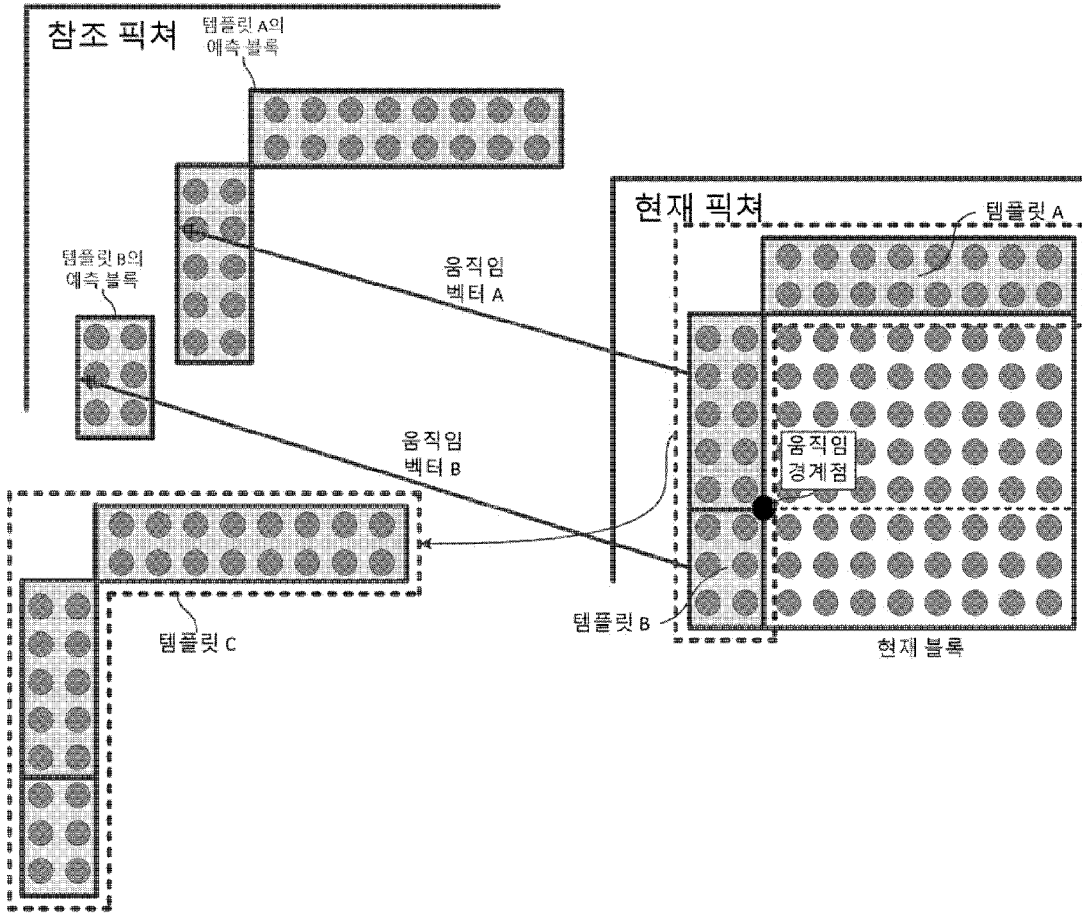 참조 픽쳐
템플릿 A의
예측 블록
현재 픽쳐
템플릿 A
템플릿 B의
예측 블록
움직임
벡터 A
움직임
벡터 B
움직임
경계점
템플릿 B
현재 블록
템플릿 C